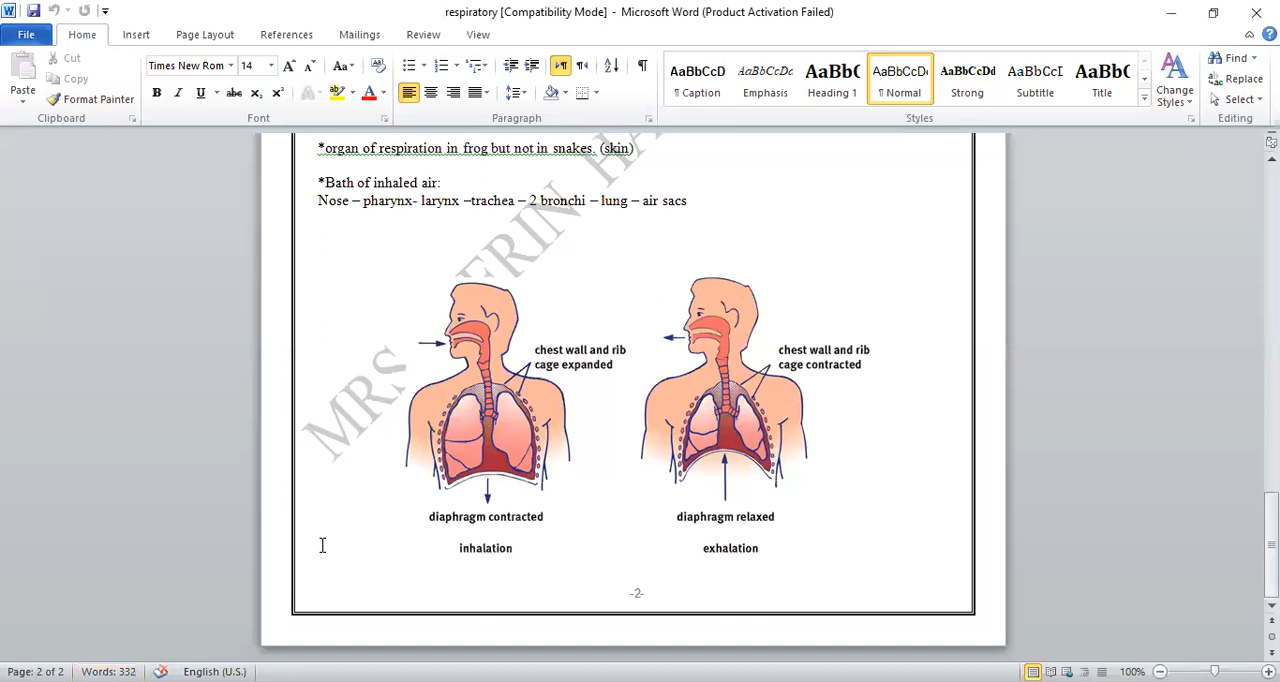 respiratory [Compatibility Mode] - Microsoft Word (Product Activation Failed)
File Home Insert Page Layout References Mailings Review View
Paste
Cut
Copy
Format Painter
Clipboard
Times New Rom 14
Font
Paragraph
AaBbCcD AaBbCcDc AaBb( AaBbCcDı AaBbCcDd AaBbCcI AaBb(
¶ Caption Emphasis Heading 1 ¶ Normal Strong Subtitle Title
Change Styles
Styles
Find
Replace
Select
Editing
*organ of respiration in frog but not in snakes. (skin)
*Bath of inhaled air:
Nose – pharynx- larynx –trachea – 2 bronchi – lung – air sacs
MRS
chest wall and rib
cage expanded
chest wall and rib
cage contracted
diaphragm contracted
diaphragm relaxed
inhalation
exhalation
-2-
Page: 2 of 2 Words: 332 English (U.S.) 100%